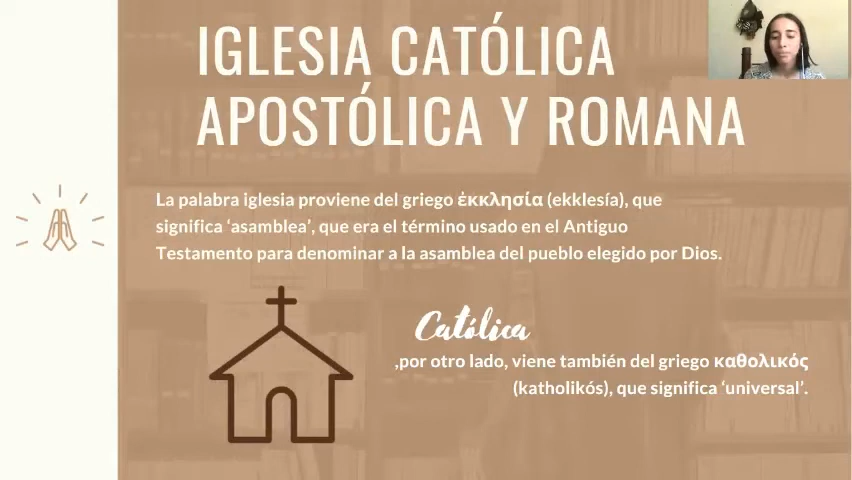 IGLESIA CATÓLICA
APOSTÓLICA Y ROMANA
La palabra iglesia proviene del griego ἐκκλησία (ekklesía), que
significa ‘asamblea’, que era el término usado en el Antiguo
Testamento para denominar a la asamblea del pueblo elegido por Dios.
Católica
,por otro lado, viene también del griego καθολικός
(katholikós), que significa ‘universal’.